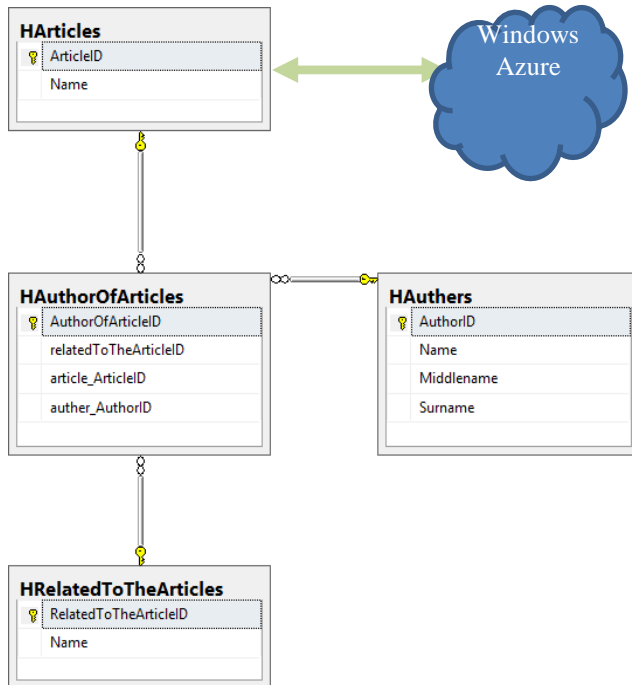 HArticles
ArticleID
Name
Windows
Azure
HAuthorOfArticles
AuthorOfArticleID
relatedToTheArticleID
article_ArticleID
auther_AuthorID
HAuthers
AuthorID
Name
Middlename
Surname
HRelatedToTheArticles
RelatedToTheArticleID
Name